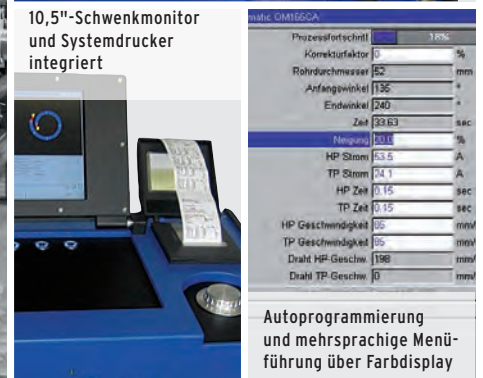 10,5"-Schwenkmonitor
und Systemdrucker
integriert
matic OM165CA
Prozessfortschritt 18%
Korrekturfaktor 0 %
Rohrdurchmesser 52 mm
Anfangswinkel 135 °
Endwinkel 240 °
Zeit 33.63 sec
Neigung 20.0 %
HP Strom 53.5 A
TP Strom 24.1 A
HP Zeit 0.15 sec
TP Zeit 0.15 sec
HP Geschwindigkeit 85 mm/
TP Geschwindigkeit 85 mm/
Draht HP-Geschw. 198 mm/
Draht TP-Geschw. 0 mm/
Autoprogrammierung
und mehrsprachige Menü-
führung über Farbdisplay